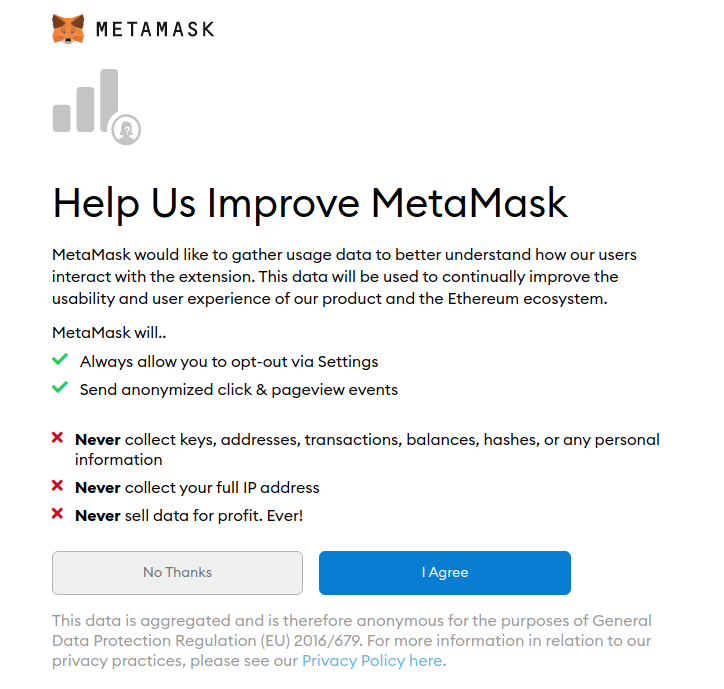 METAMASK
Help Us Improve MetaMask
MetaMask would like to gather usage data to better understand how our users
interact with the extension. This data will be used to continually improve the
usability and user experience of our product and the Ethereum ecosystem.
MetaMask will..
Always allow you to opt-out via Settings
Send anonymized click & pageview events
Never collect keys, addresses, transactions, balances, hashes, or any personal
information
Never collect your full IP address
Never sell data for profit. Ever!
No Thanks
I Agree
This data is aggregated and is therefore anonymous for the purposes of General
Data Protection Regulation (EU) 2016/679. For more information in relation to our
privacy practices, please see our Privacy Policy here.